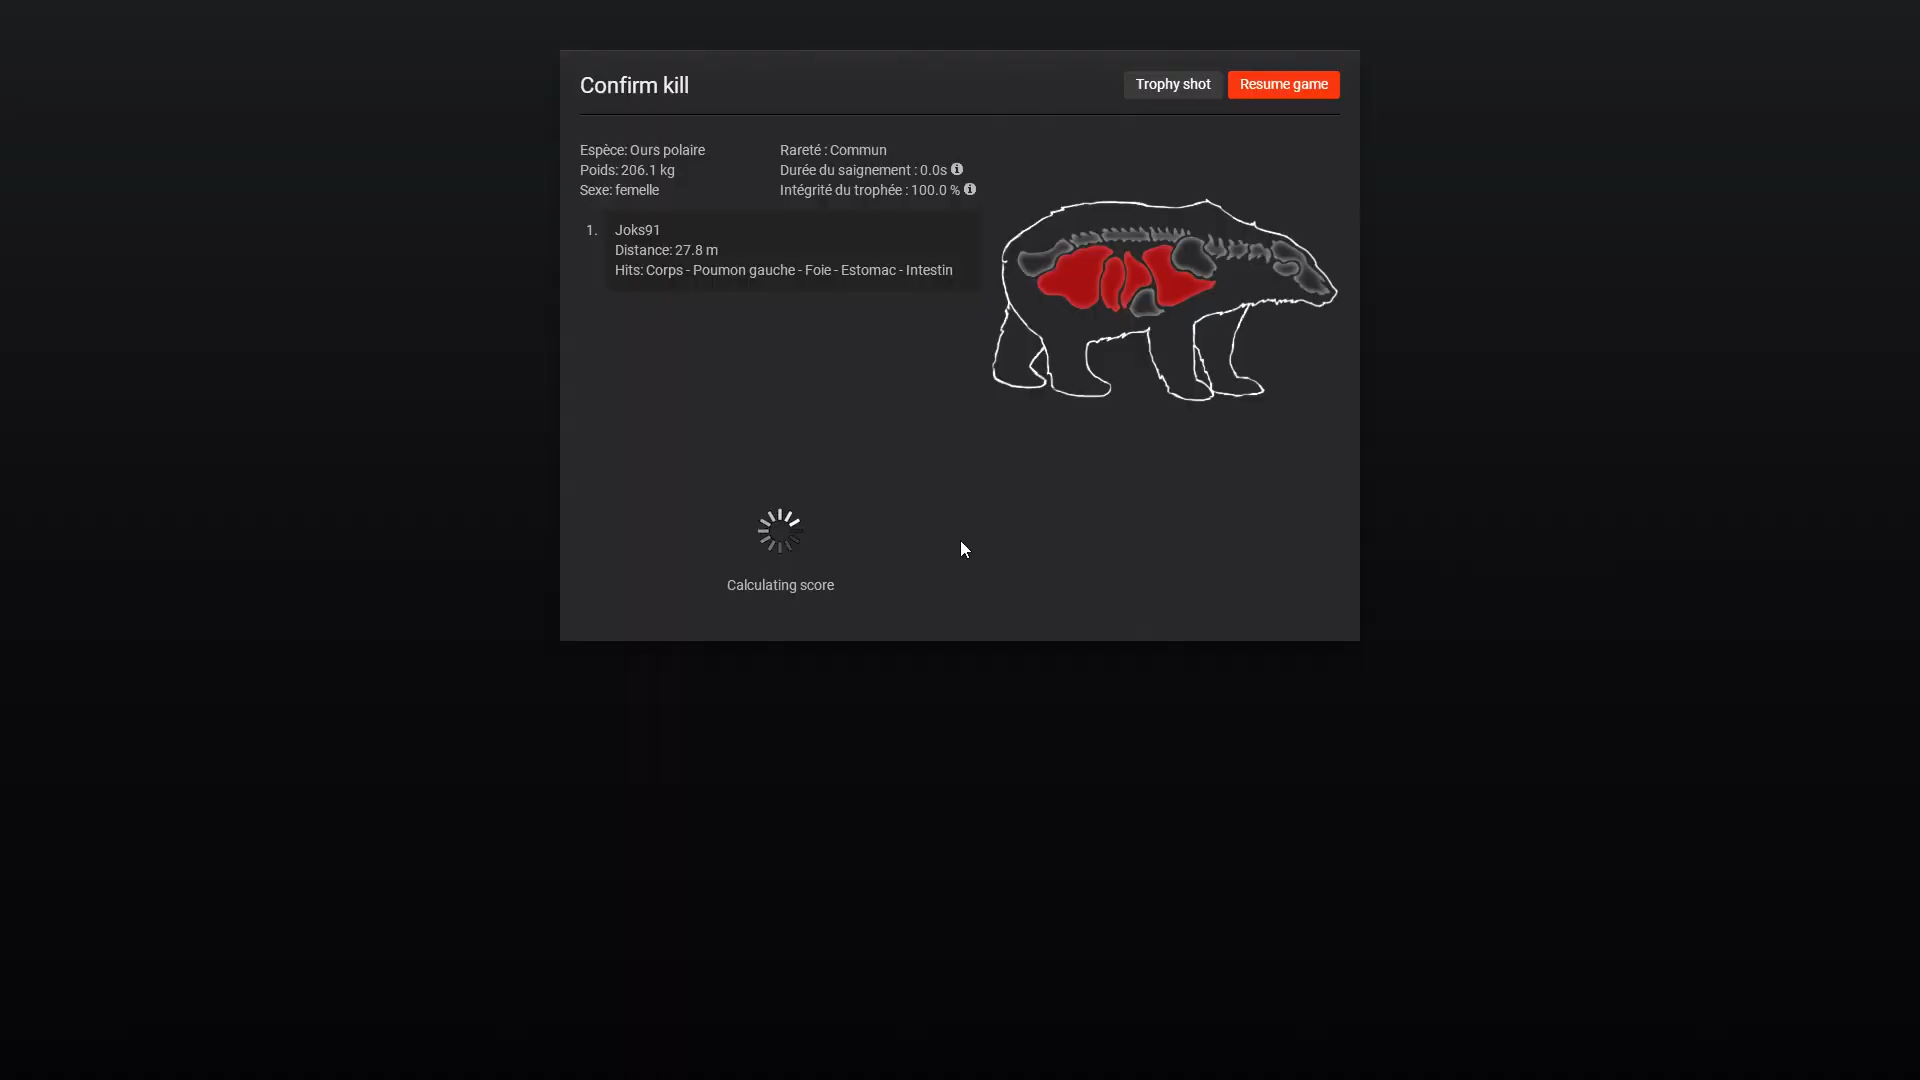 Confirm kill
Trophy shot
Resume game
Espèce: Ours polaire
Poids: 206.1 kg
Sexe: femelle
Rareté : Commun
Durée du saignement : 0.0s
Intégrité du trophée : 100.0 %
1.
Joks91
Distance: 27.8 m
Hits: Corps - Poumon gauche - Foie - Estomac - Intestin
Calculating score